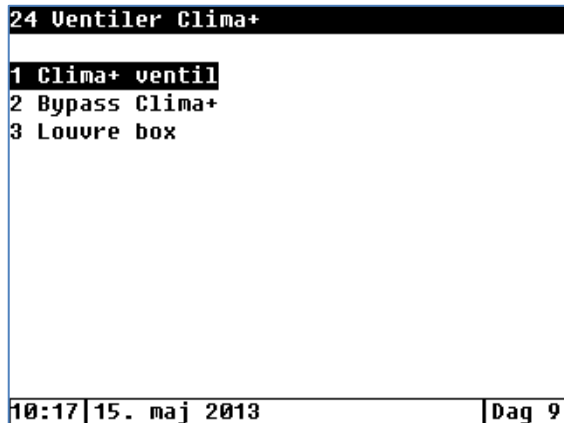 24 Ventiler Clima+
1 Clima+ ventil
2 Bypass Clima+
3 Louvre box
10:17 15. maj 2013 Dag 9